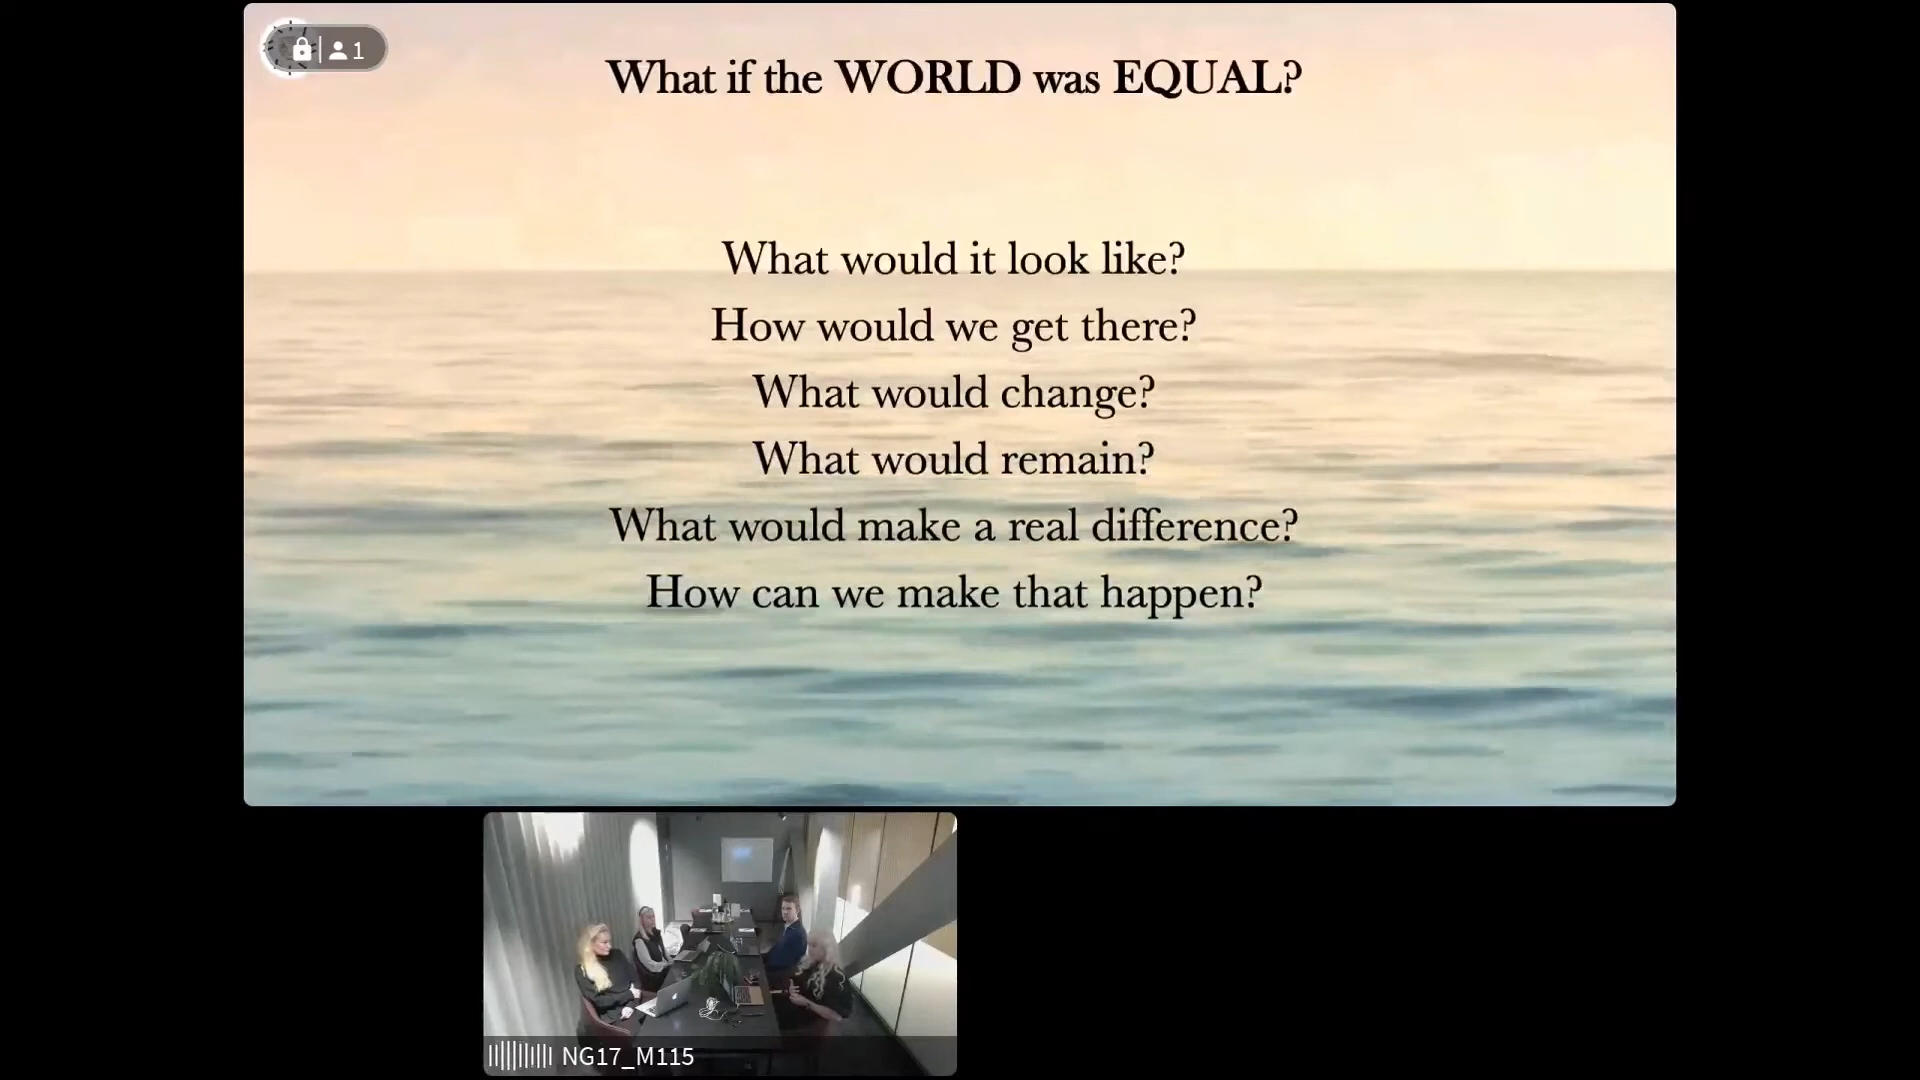 1
What if the WORLD was EQUAL?
What would it look like?
How would we get there?
What would change?
What would remain?
What would make a real difference?
How can we make that happen?
NG17_M115